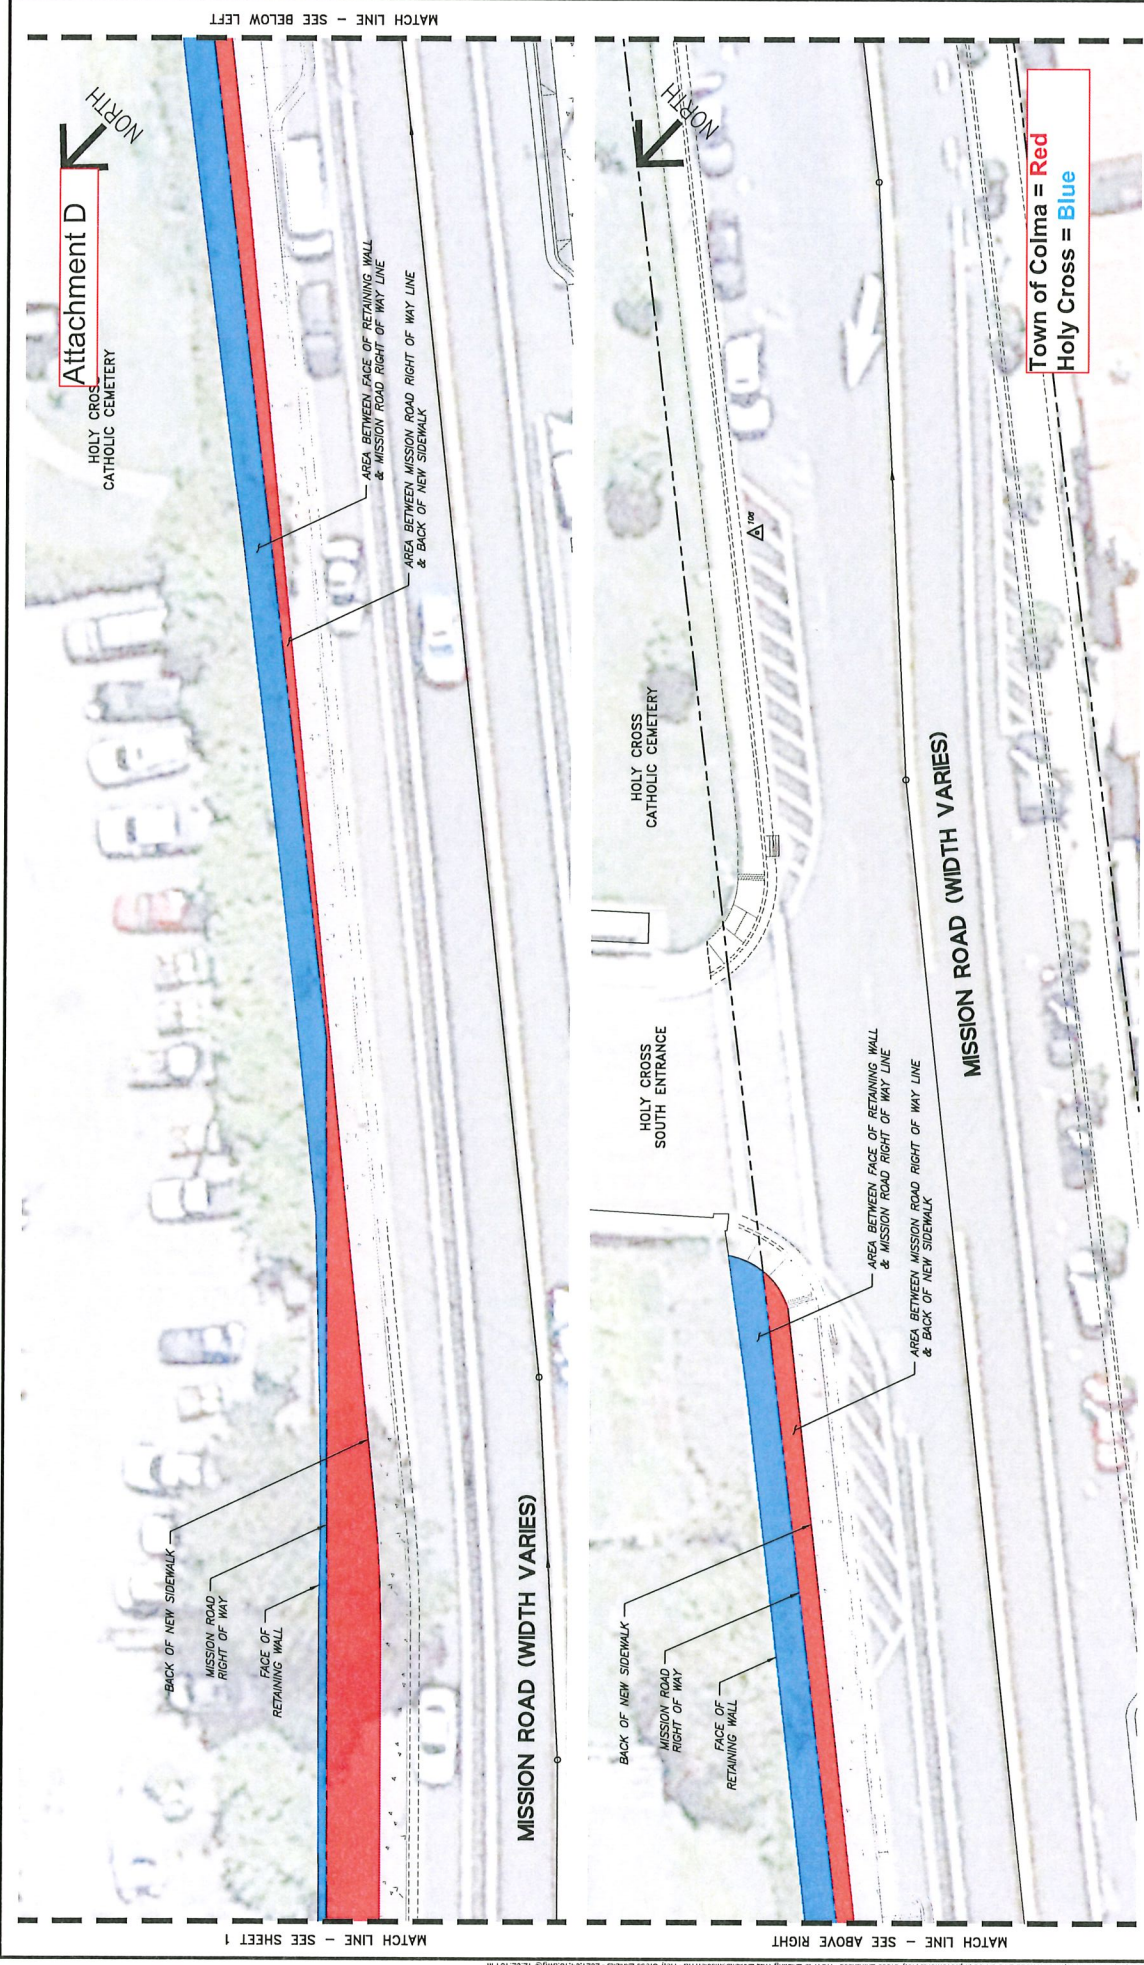 MATCH LINE - SEE BELOW LEFT
NORTH
Attachment D
HOLY CROS
CATHOLIC CEMETERY
AREA BETWEEN FACE OF RETAINING WALL
& MISSION ROAD RIGHT OF WAY LINE
AREA BETWEEN MISSION ROAD RIGHT OF WAY LINE
& BACK OF NEW SIDEWALK
BACK OF NEW SIDEWALK
MISSION ROAD
RIGHT OF WAY
FACE OF
RETAINING WALL
MISSION ROAD (WIDTH VARIES)
MATCH LINE - SEE SHEET 1
NORTH
Town of Colma = Red
Holy Cross = Blue
106
HOLY CROSS
CATHOLIC CEMETERY
HOLY CROSS
SOUTH ENTRANCE
MISSION ROAD (WIDTH VARIES)
AREA BETWEEN FACE OF RETAINING WALL
& MISSION ROAD RIGHT OF WAY LINE
AREA BETWEEN MISSION ROAD RIGHT OF WAY LINE
& BACK OF NEW SIDEWALK
BACK OF NEW SIDEWALK
MISSION ROAD
RIGHT OF WAY
FACE OF
RETAINING WALL
MATCH LINE - SEE ABOVE RIGHT